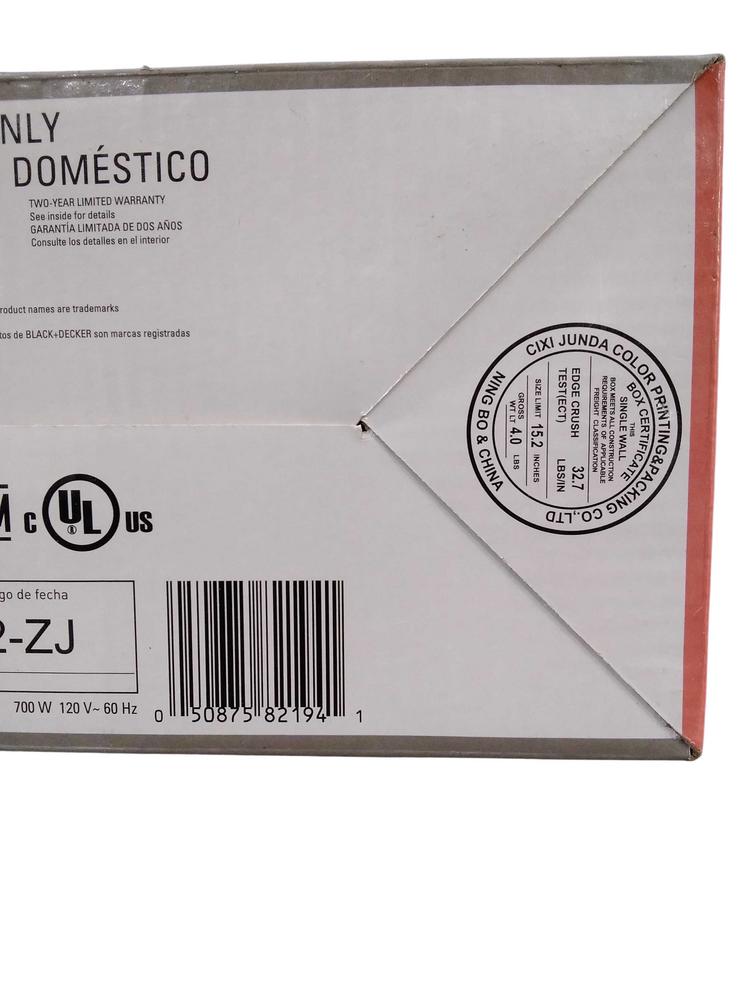 NLY
DOMÉSTICO
TWO-YEAR LIMITED WARRANTY
See inside for details
GARANTÍA LIMITADA DE DOS AÑOS
Consulte los detalles en el interior
roduct names are trademarks
tos de BLACK+DECKER son marcas registradas
CIXI JUNDA COLOR PRINTING&PACKING CO.,LTD
NING BO & CHINA
BOX CERTIFICATE
THIS
SINGLE WALL
BOX MEETS ALL CONSTRUCTION
REQUIREMENTS OF APPLICABLE
FREIGHT CLASSIFICATION
EDGE CRUSH
TEST(ECT) 32.7 LBS/IN
SIZE LIMIT 15.2 INCHES
GROSS
WT LT 4.0 LBS
M C UL ® US
go de fecha
2-ZJ
700 W 120 V~ 60 Hz
0 50875 82194 1